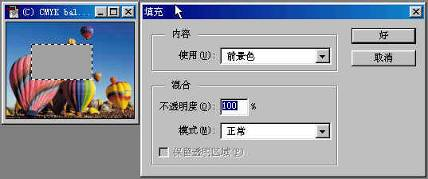 (C) CMYK bal...
填充
内容
使用(U): 前景色
好
取消
混合
不透明度(O): 100 %
模式(M): 正常
保留透明区域(P)